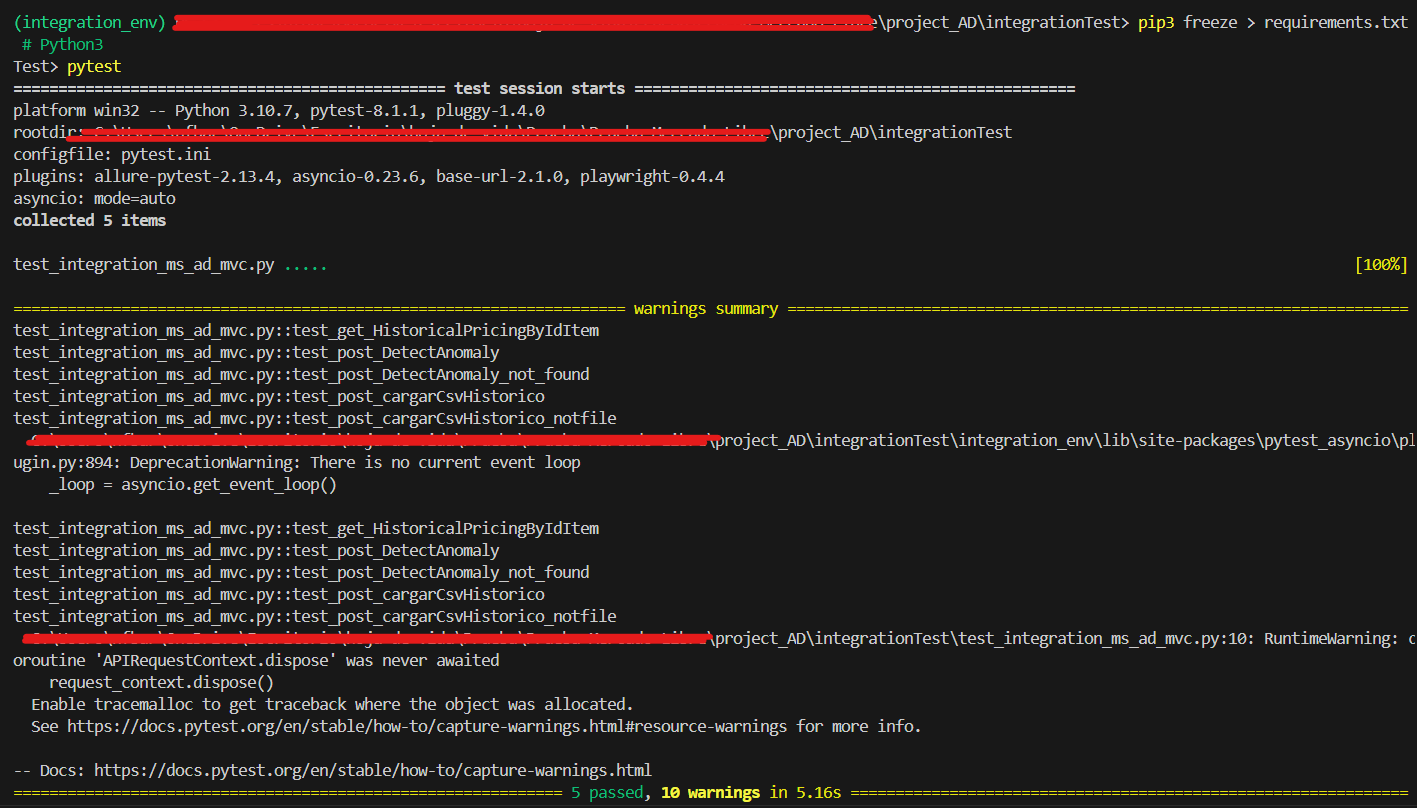 (integration_env) e\project_AD\integrationTest> pip3 freeze > requirements.txt
# Python3
Test> pytest
================================================ test session starts =================================================
platform win32 -- Python 3.10.7, pytest-8.1.1, pluggy-1.4.0
rootdir: \project_AD\integrationTest
configfile: pytest.ini
plugins: allure-pytest-2.13.4, asyncio-0.23.6, base-url-2.1.0, playwright-0.4.4
asyncio: mode=auto
collected 5 items
test_integration_ms_ad_mvc.py ..... [100%]
==================================================================== warnings summary =====================================================================
test_integration_ms_ad_mvc.py::test_get_HistoricalPricingByIdItem
test_integration_ms_ad_mvc.py::test_post_DetectAnomaly
test_integration_ms_ad_mvc.py::test_post_DetectAnomaly_not_found
test_integration_ms_ad_mvc.py::test_post_cargarCsvHistorico
test_integration_ms_ad_mvc.py::test_post_cargarCsvHistorico_notfile
\project_AD\integrationTest\integration_env\lib\site-packages\pytest_asyncio\pl
ugin.py:894: DeprecationWarning: There is no current event loop
_loop = asyncio.get_event_loop()
test_integration_ms_ad_mvc.py::test_get_HistoricalPricingByIdItem
test_integration_ms_ad_mvc.py::test_post_DetectAnomaly
test_integration_ms_ad_mvc.py::test_post_DetectAnomaly_not_found
test_integration_ms_ad_mvc.py::test_post_cargarCsvHistorico
test_integration_ms_ad_mvc.py::test_post_cargarCsvHistorico_notfile
\project_AD\integrationTest\test_integration_ms_ad_mvc.py:10: RuntimeWarning: c
oroutine 'APIRequestContext.dispose' was never awaited
request_context.dispose()
Enable tracemalloc to get traceback where the object was allocated.
See https://docs.pytest.org/en/stable/how-to/capture-warnings.html#resource-warnings for more info.
-- Docs: https://docs.pytest.org/en/stable/how-to/capture-warnings.html
============================================================= 5 passed, 10 warnings in 5.16s ==============================================================